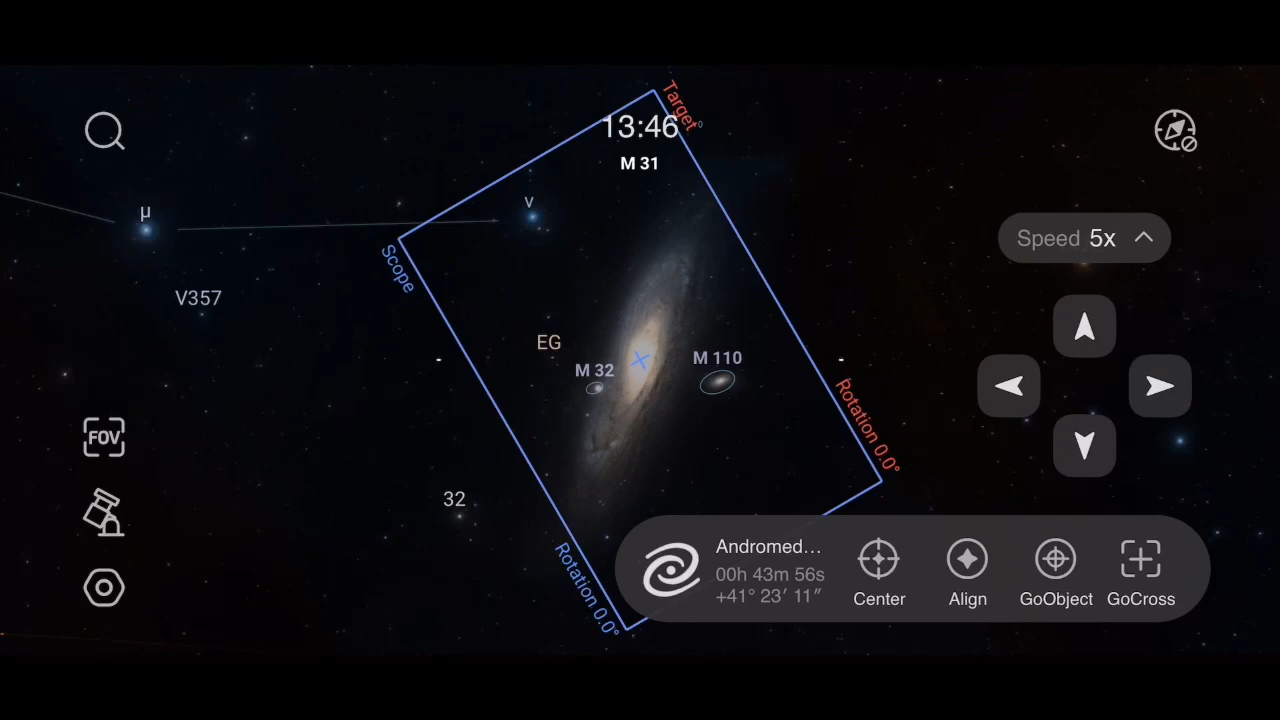 Target
13:46
M 31
μ
ν
Speed 5x
Scope
V357
EG
M 32
M 110
Rotation 0.0°
FOV
32
Rotation 0.0°
Andromed...
00h 43m 56s
+41° 23′ 11″
Center
Align
GoObject
GoCross